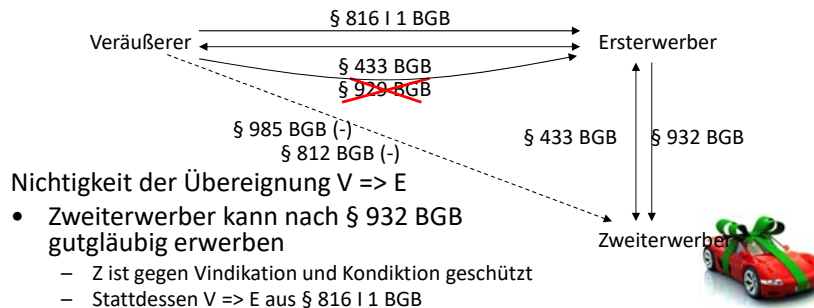 § 816 I 1 BGB
Veräußerer
Ersterwerber
§ 433 BGB
§ 929 BGB
§ 985 BGB (-)
§ 812 BGB (-)
§ 433 BGB
§ 932 BGB
Nichtigkeit der Übereignung V => E
• Zweiterwerber kann nach § 932 BGB
gutgläubig erwerben
Zweiterwerber
– Z ist gegen Vindikation und Kondiktion geschützt
– Stattdessen V => E aus § 816 I 1 BGB